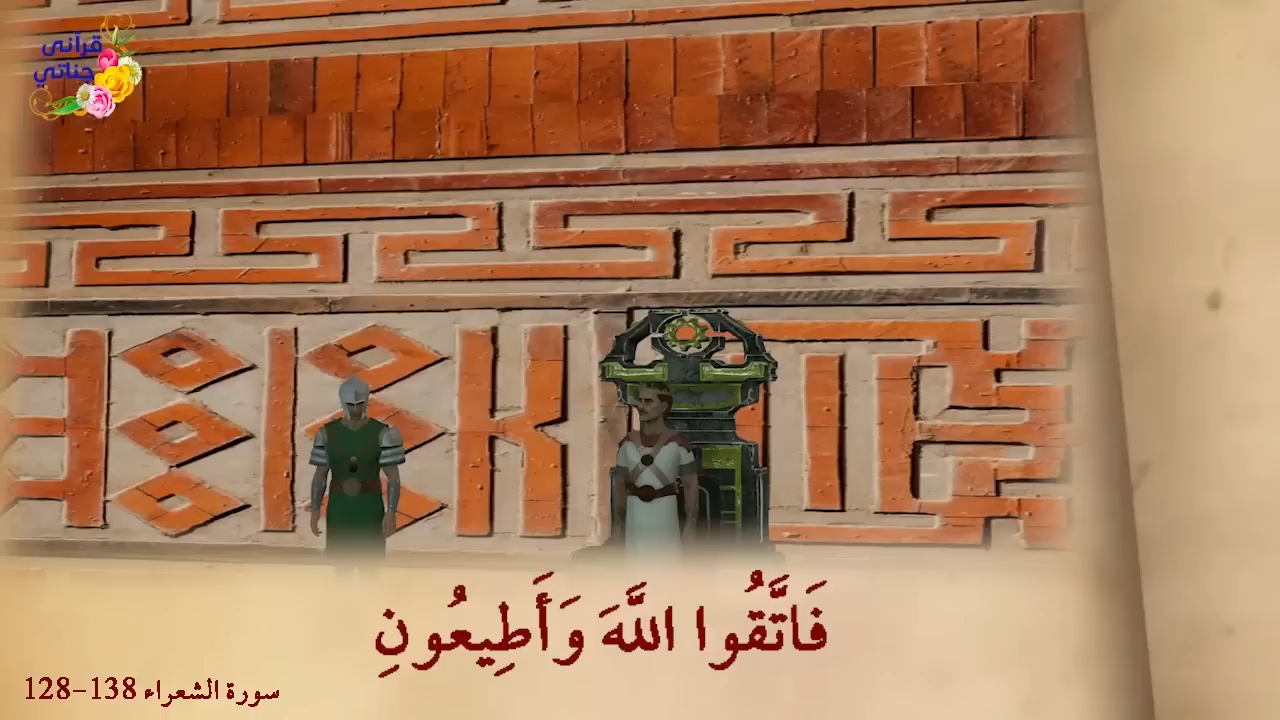 قرآني
جناتي
فَاتَّقُوا اللَّهَ وَأَطِيعُونِ
سورة الشعراء 138-128